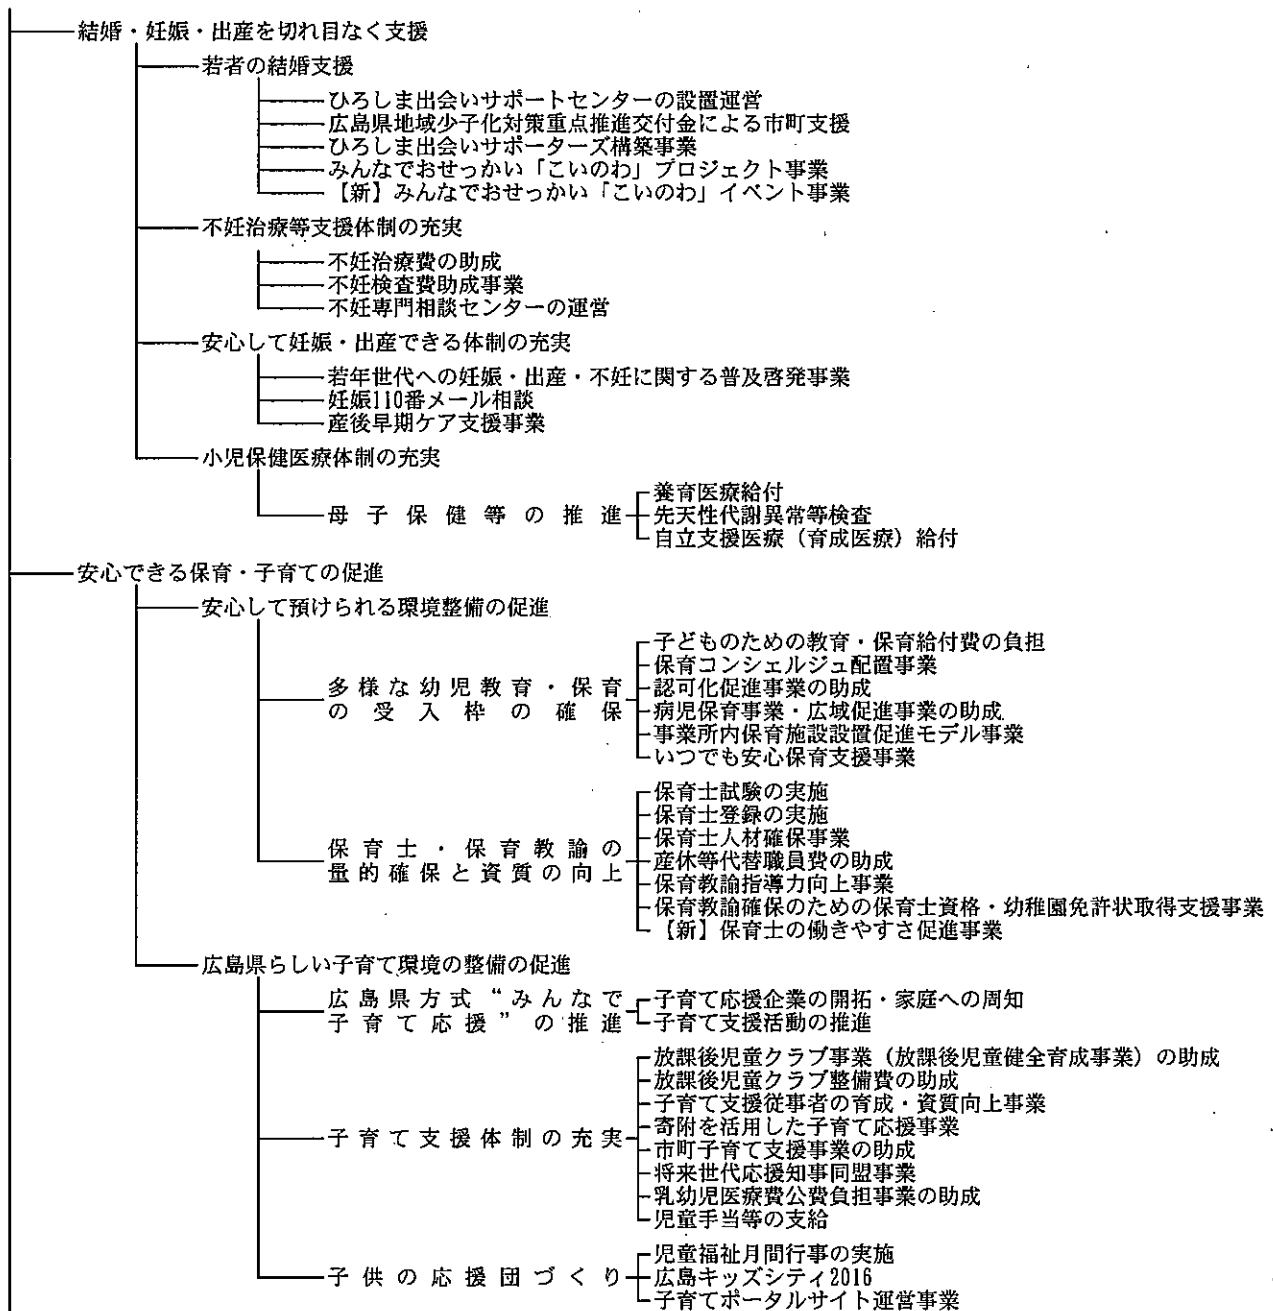 結婚・妊娠・出産を切れ目なく支援
若者の結婚支援
ひろしま出会いサポートセンターの設置運営
広島県地域少子化対策重点推進交付金による市町支援
ひろしま出会いサポーターズ構築事業
みんなでおせっかい「こいのわ」プロジェクト事業
【新】みんなでおせっかい「こいのわ」イベント事業
不妊治療等支援体制の充実
不妊治療費の助成
不妊検査費助成事業
不妊専門相談センターの運営
安心して妊娠・出産できる体制の充実
若年世代への妊娠・出産・不妊に関する普及啓発事業
妊娠110番メール相談
産後早期ケア支援事業
小児保健医療体制の充実
母子保健等の推進
養育医療給付
先天性代謝異常等検査
自立支援医療（育成医療）給付
安心できる保育・子育ての促進
安心して預けられる環境整備の促進
多様な幼児教育・保育
の受入枠の確保
子どものための教育・保育給付費の負担
保育コンシェルジュ配置事業
認可化促進事業の助成
病児保育事業・広域促進事業の助成
事業所内保育施設設置促進モデル事業
いつでも安心保育支援事業
保育士・保育教諭の
量的確保と資質の向上
保育士試験の実施
保育士登録の実施
保育士人材確保事業
産休等代替職員費の助成
保育教諭指導力向上事業
保育教諭確保のための保育士資格・幼稚園免許状取得支援事業
【新】保育士の働きやすさ促進事業
広島県らしい子育て環境の整備の促進
広島県方式“みんなで
子育て応援”の推進
子育て応援企業の開拓・家庭への周知
子育て支援活動の推進
子育て支援体制の充実
放課後児童クラブ事業（放課後児童健全育成事業）の助成
放課後児童クラブ整備費の助成
子育て支援従事者の育成・資質向上事業
寄附を活用した子育て応援事業
市町子育て支援事業の助成
将来世代応援知事同盟事業
乳幼児医療費公費負担事業の助成
児童手当等の支給
子供の応援団づくり
児童福祉月間行事の実施
広島キッズシティ2016
子育てポータルサイト運営事業